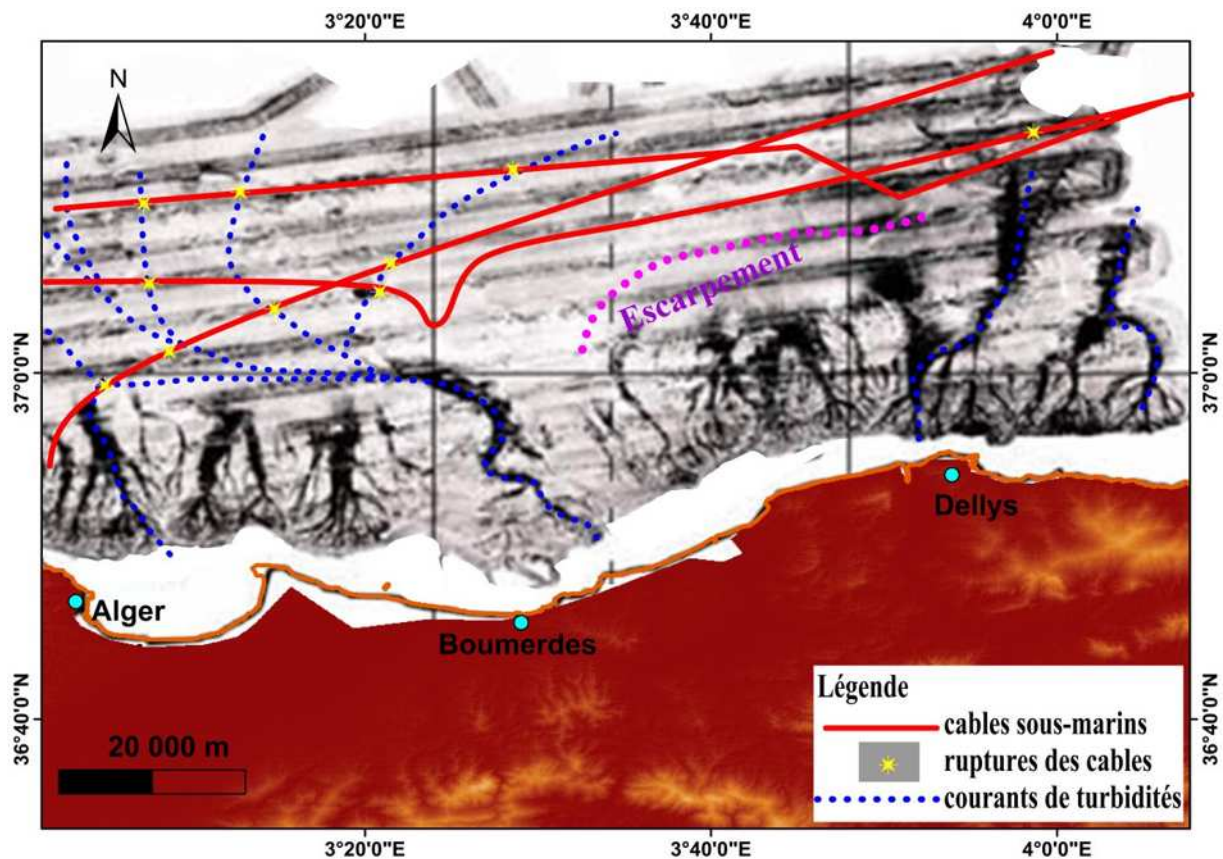 3°20'0"E 3°40'0"E 4°0'0"E
N
Escarpement
37°0'0"N 37°0'0"N
Dellys
Alger
Boumerdes
36°40'0"N 36°40'0"N
20 000 m
Légende
cables sous-marins
ruptures des cables
courants de turbidités
3°20'0"E 3°40'0"E 4°0'0"E